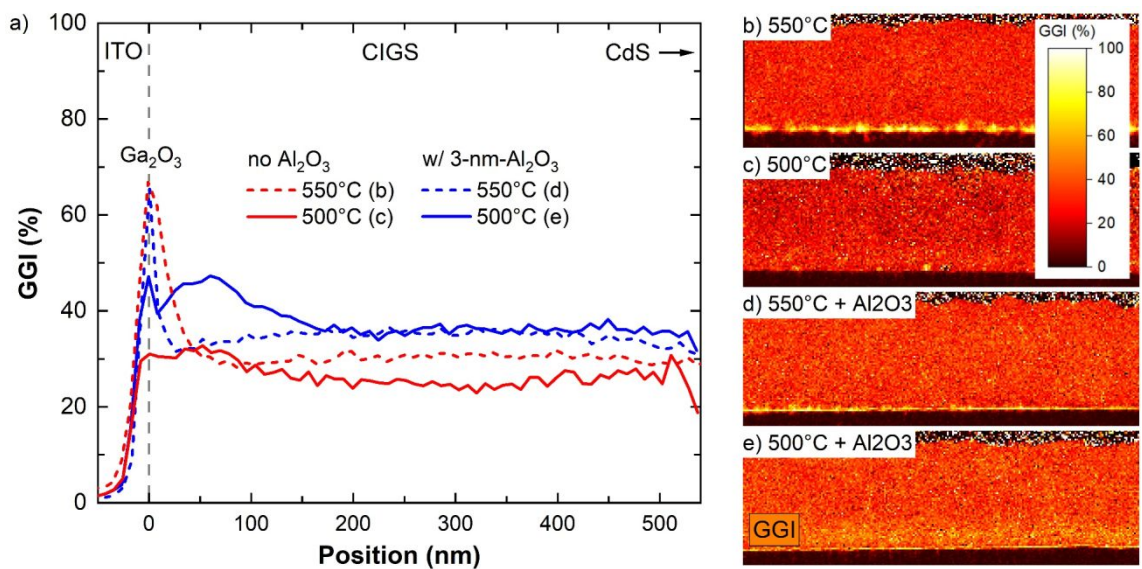 a)
100
80
60
40
20
0
GGI (%)
ITO
CIGS
CdS →
Ga₂O₃
no Al₂O₃
w/ 3-nm-Al₂O₃
550°C (b)
550°C (d)
500°C (c)
500°C (e)
0
100
200
300
400
500
Position (nm)
b) 550°C
GGI (%)
100
80
60
40
20
0
c) 500°C
d) 550°C + Al2O3
e) 500°C + Al2O3
GGI